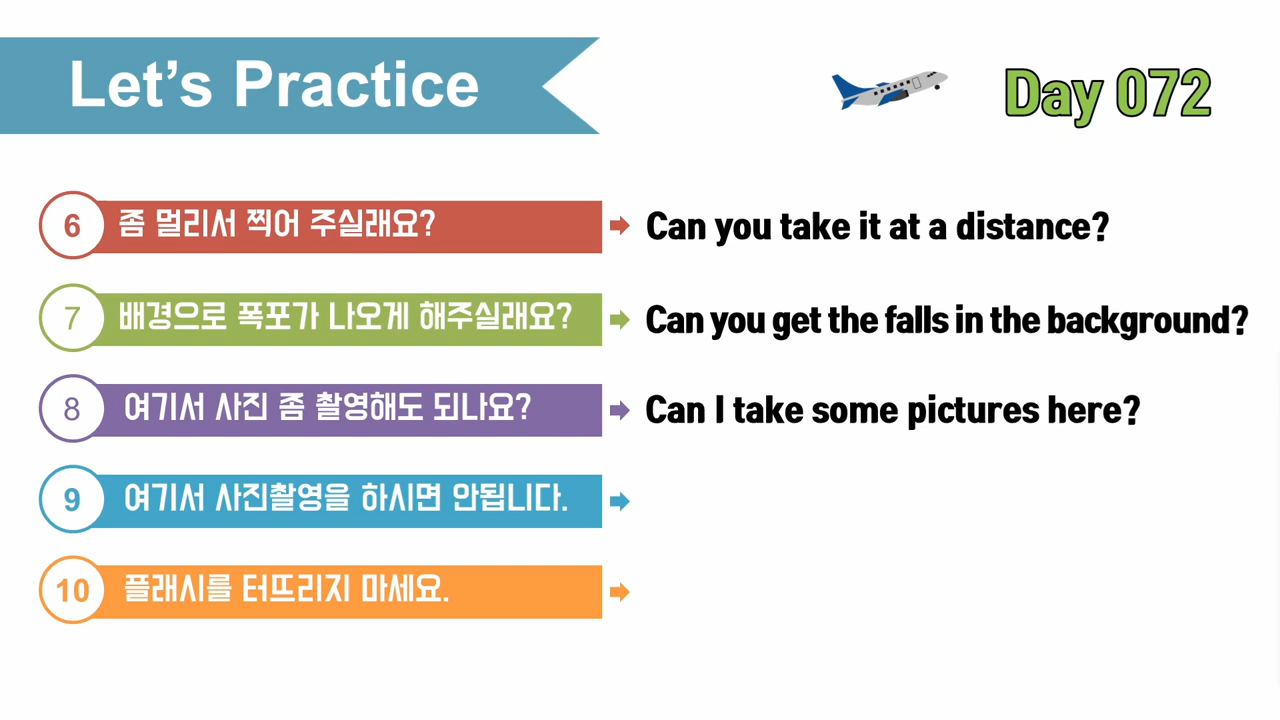 Let's Practice
Day 072
6 좀 멀리서 찍어 주실래요? Can you take it at a distance?
7 배경으로 폭포가 나오게 해주실래요? Can you get the falls in the background?
8 여기서 사진 좀 촬영해도 되나요? Can I take some pictures here?
9 여기서 사진촬영을 하시면 안됩니다.
10 플래시를 터뜨리지 마세요.